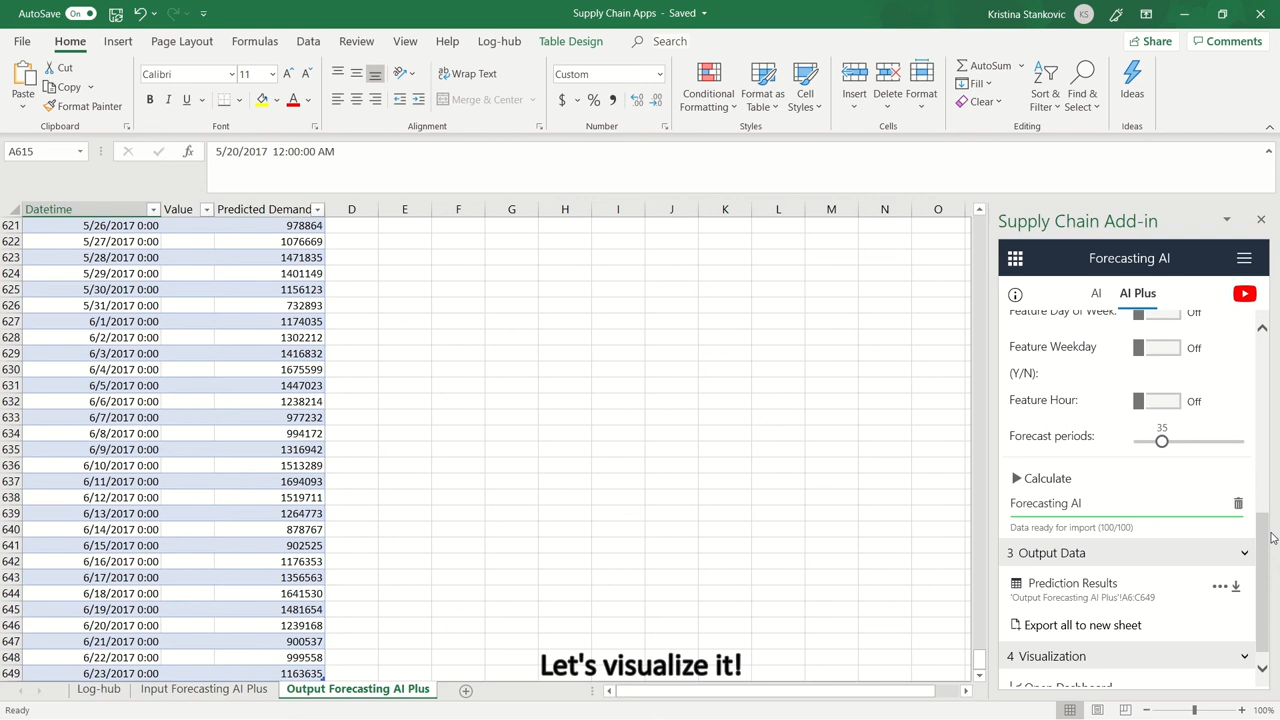 AutoSave On
Supply Chain Apps - Saved
Kristina Stankovic KS
File Home Insert Page Layout Formulas Data Review View Help Log-hub Table Design Search Share Comments
Paste
Cut
Copy
Format Painter
Calibri 11
B I U
Wrap Text
Merge & Center
Custom
$ % ,
Conditional Formatting
Format as Table
Cell Styles
Insert
Delete
Format
AutoSum
Fill
Clear
Sort & Filter
Find & Select
Ideas
Clipboard Font Alignment Number Styles Cells Editing Ideas
A615 fx 5/20/2017 12:00:00 AM
Datetime Value Predicted Demand D E F G H I J K L M N O
621 5/26/2017 0:00 978864
622 5/27/2017 0:00 1076669
623 5/28/2017 0:00 1471835
624 5/29/2017 0:00 1401149
625 5/30/2017 0:00 1156123
626 5/31/2017 0:00 732893
627 6/1/2017 0:00 1174035
628 6/2/2017 0:00 1302212
629 6/3/2017 0:00 1416832
630 6/4/2017 0:00 1675599
631 6/5/2017 0:00 1447023
632 6/6/2017 0:00 1238214
633 6/7/2017 0:00 977232
634 6/8/2017 0:00 994172
635 6/9/2017 0:00 1316942
636 6/10/2017 0:00 1513289
637 6/11/2017 0:00 1694093
638 6/12/2017 0:00 1519711
639 6/13/2017 0:00 1264773
640 6/14/2017 0:00 878767
641 6/15/2017 0:00 902525
642 6/16/2017 0:00 1176353
643 6/17/2017 0:00 1356563
644 6/18/2017 0:00 1641530
645 6/19/2017 0:00 1481654
646 6/20/2017 0:00 1239168
647 6/21/2017 0:00 900537
648 6/22/2017 0:00 999558
649 6/23/2017 0:00 1163635
Let's visualize it!
Supply Chain Add-in
Forecasting AI
AI AI Plus
Feature Day of Week: Off
Feature Weekday (Y/N): Off
Feature Hour: Off
Forecast periods: 35
Calculate
Forecasting AI
Data ready for import (100/100)
3 Output Data
Prediction Results
'Output Forecasting AI Plus'!A6:C649
Export all to new sheet
4 Visualization
Open Dashboard
Log-hub Input Forecasting AI Plus Output Forecasting AI Plus
Ready 100%